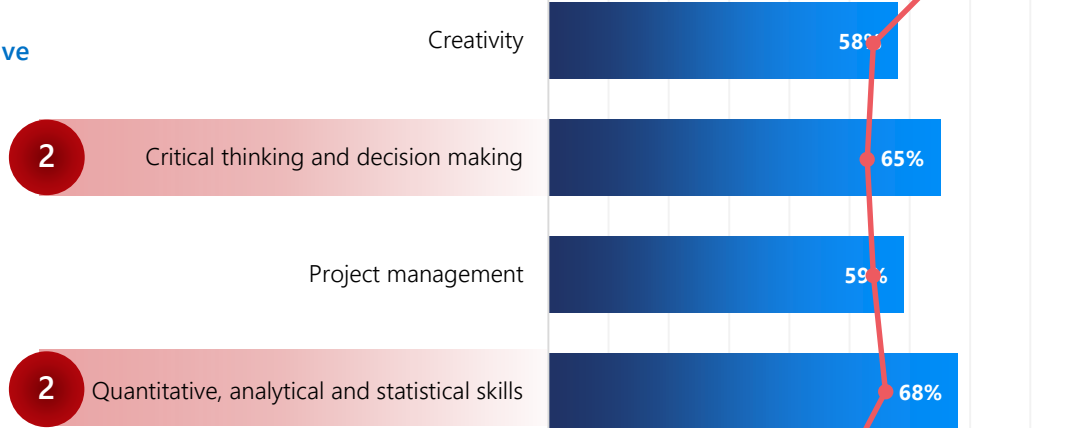 Creativity
58%
ve
2
Critical thinking and decision making
65%
Project management
59%
2
Quantitative, analytical and statistical skills
68%